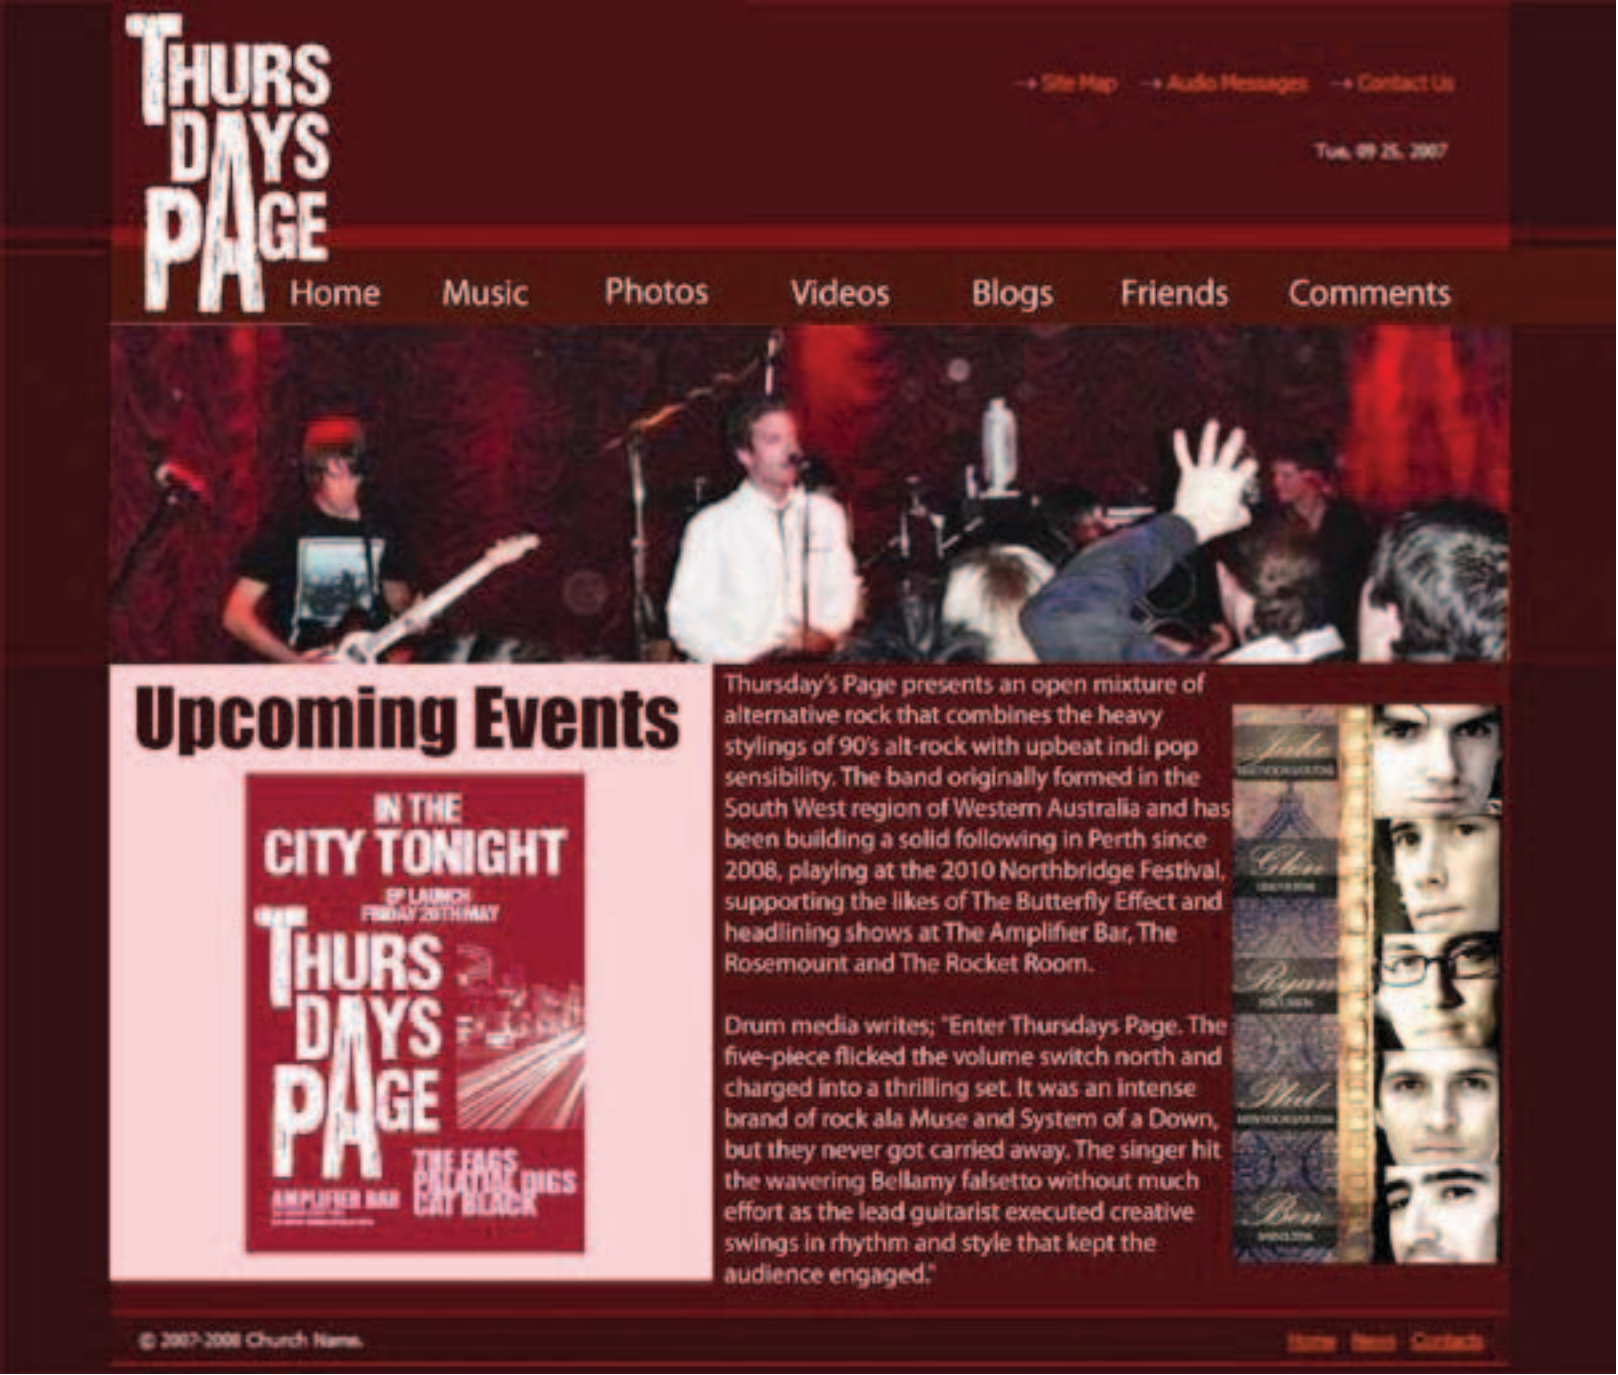 THURS
DAYS
PAGE
Site Map Audio Messages Contact Us
Tue, 09 25, 2007
Home Music Photos Videos Blogs Friends Comments
Upcoming Events
IN THE
CITY TONIGHT
EP LAUNCH
FRIDAY 28TH MAY
THURS
DAYS
PAGE
THE FAGS
PALATIAL DIGS
CAT BLACK
AMPLIFIER BAR
Thursday's Page presents an open mixture of
alternative rock that combines the heavy
stylings of 90's alt-rock with upbeat indi pop
sensibility. The band originally formed in the
South West region of Western Australia and has
been building a solid following in Perth since
2008, playing at the 2010 Northbridge Festival,
supporting the likes of The Butterfly Effect and
headlining shows at The Amplifier Bar, The
Rosemount and The Rocket Room.
Drum media writes; "Enter Thursdays Page. The
five-piece flicked the volume switch north and
charged into a thrilling set. It was an intense
brand of rock ala Muse and System of a Down,
but they never got carried away. The singer hit
the wavering Bellamy falsetto without much
effort as the lead guitarist executed creative
swings in rhythm and style that kept the
audience engaged."
Glen
Ryan
PERCUSSION
Phil
Ben
© 2007-2008 Church Name.
Home News Contacts